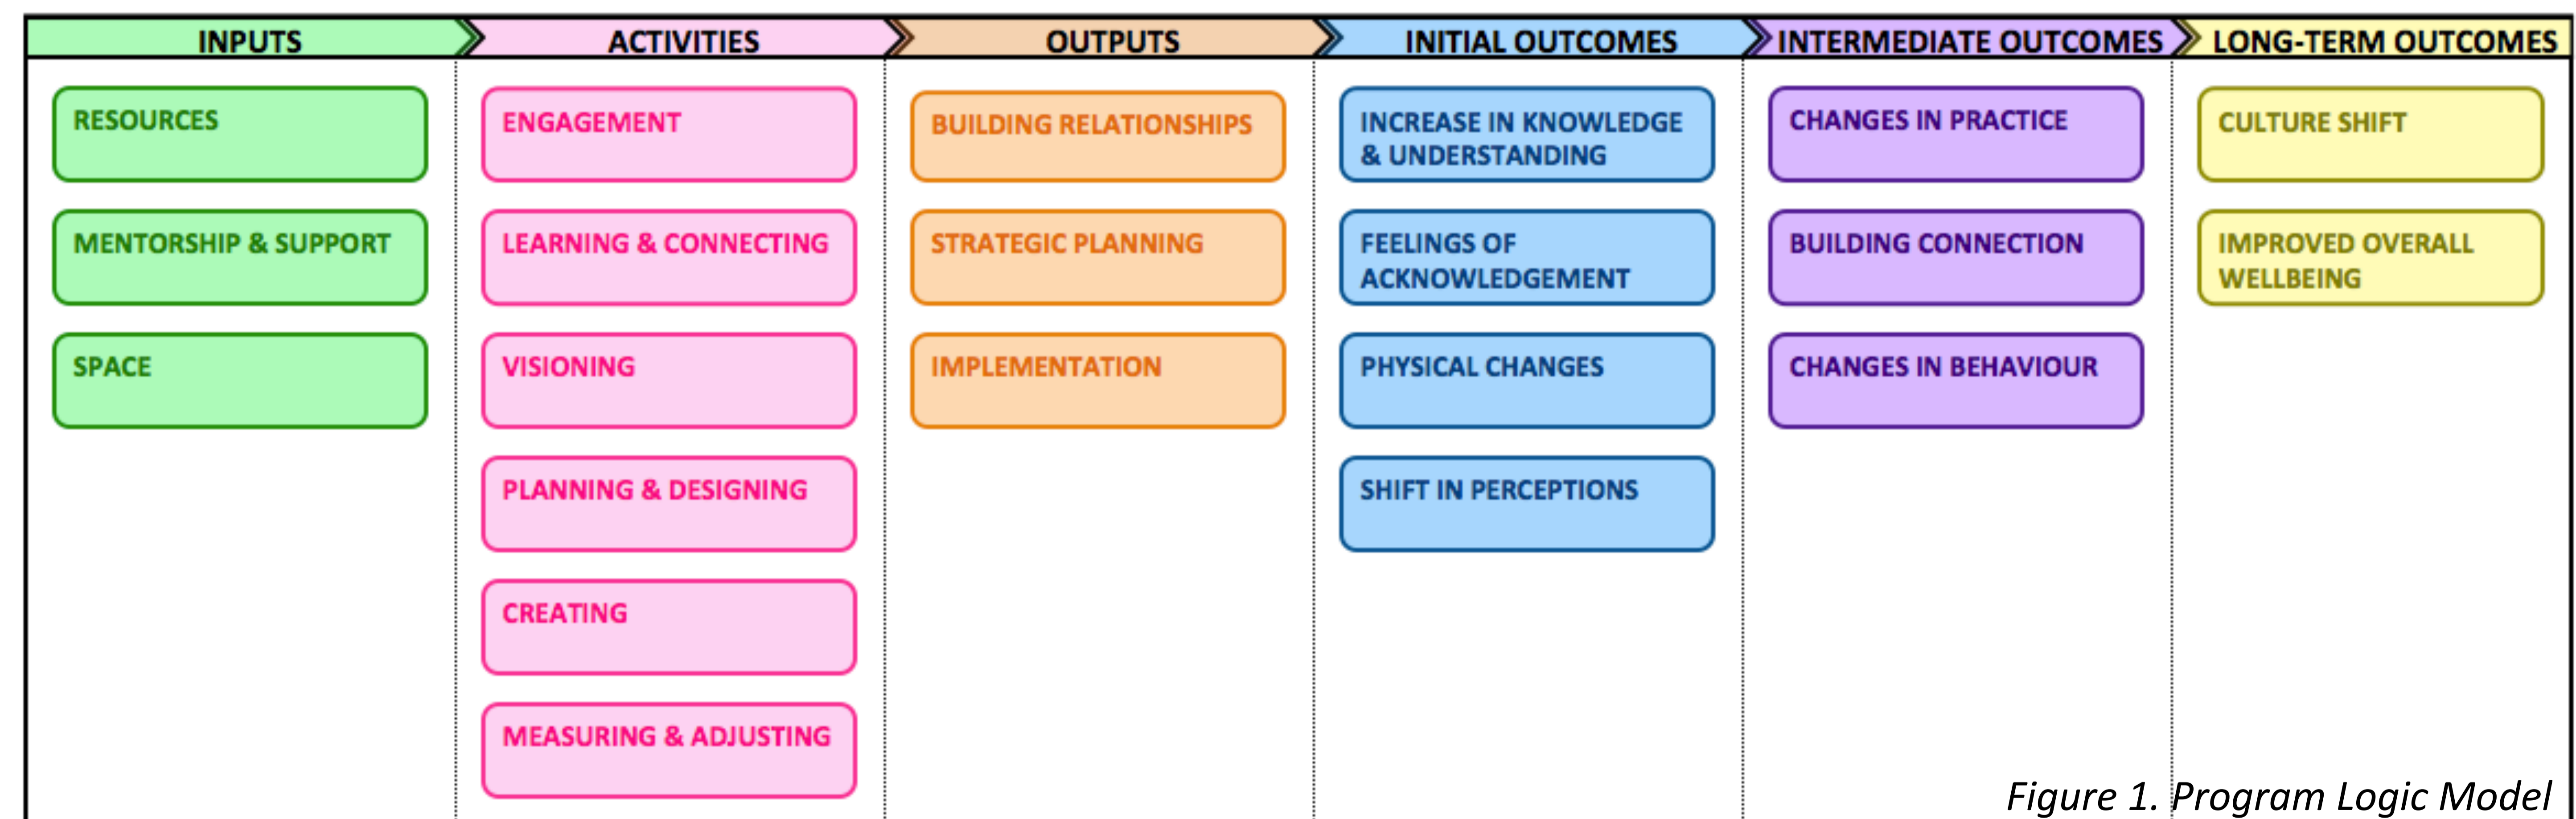 INPUTS
ACTIVITIES
OUTPUTS
INITIAL OUTCOMES
INTERMEDIATE OUTCOMES
LONG-TERM OUTCOMES
RESOURCES
MENTORSHIP & SUPPORT
SPACE
ENGAGEMENT
LEARNING & CONNECTING
VISIONING
PLANNING & DESIGNING
CREATING
MEASURING & ADJUSTING
BUILDING RELATIONSHIPS
STRATEGIC PLANNING
IMPLEMENTATION
INCREASE IN KNOWLEDGE
& UNDERSTANDING
FEELINGS OF
ACKNOWLEDGEMENT
PHYSICAL CHANGES
SHIFT IN PERCEPTIONS
CHANGES IN PRACTICE
BUILDING CONNECTION
CHANGES IN BEHAVIOUR
CULTURE SHIFT
IMPROVED OVERALL
WELLBEING
Figure 1. Program Logic Model